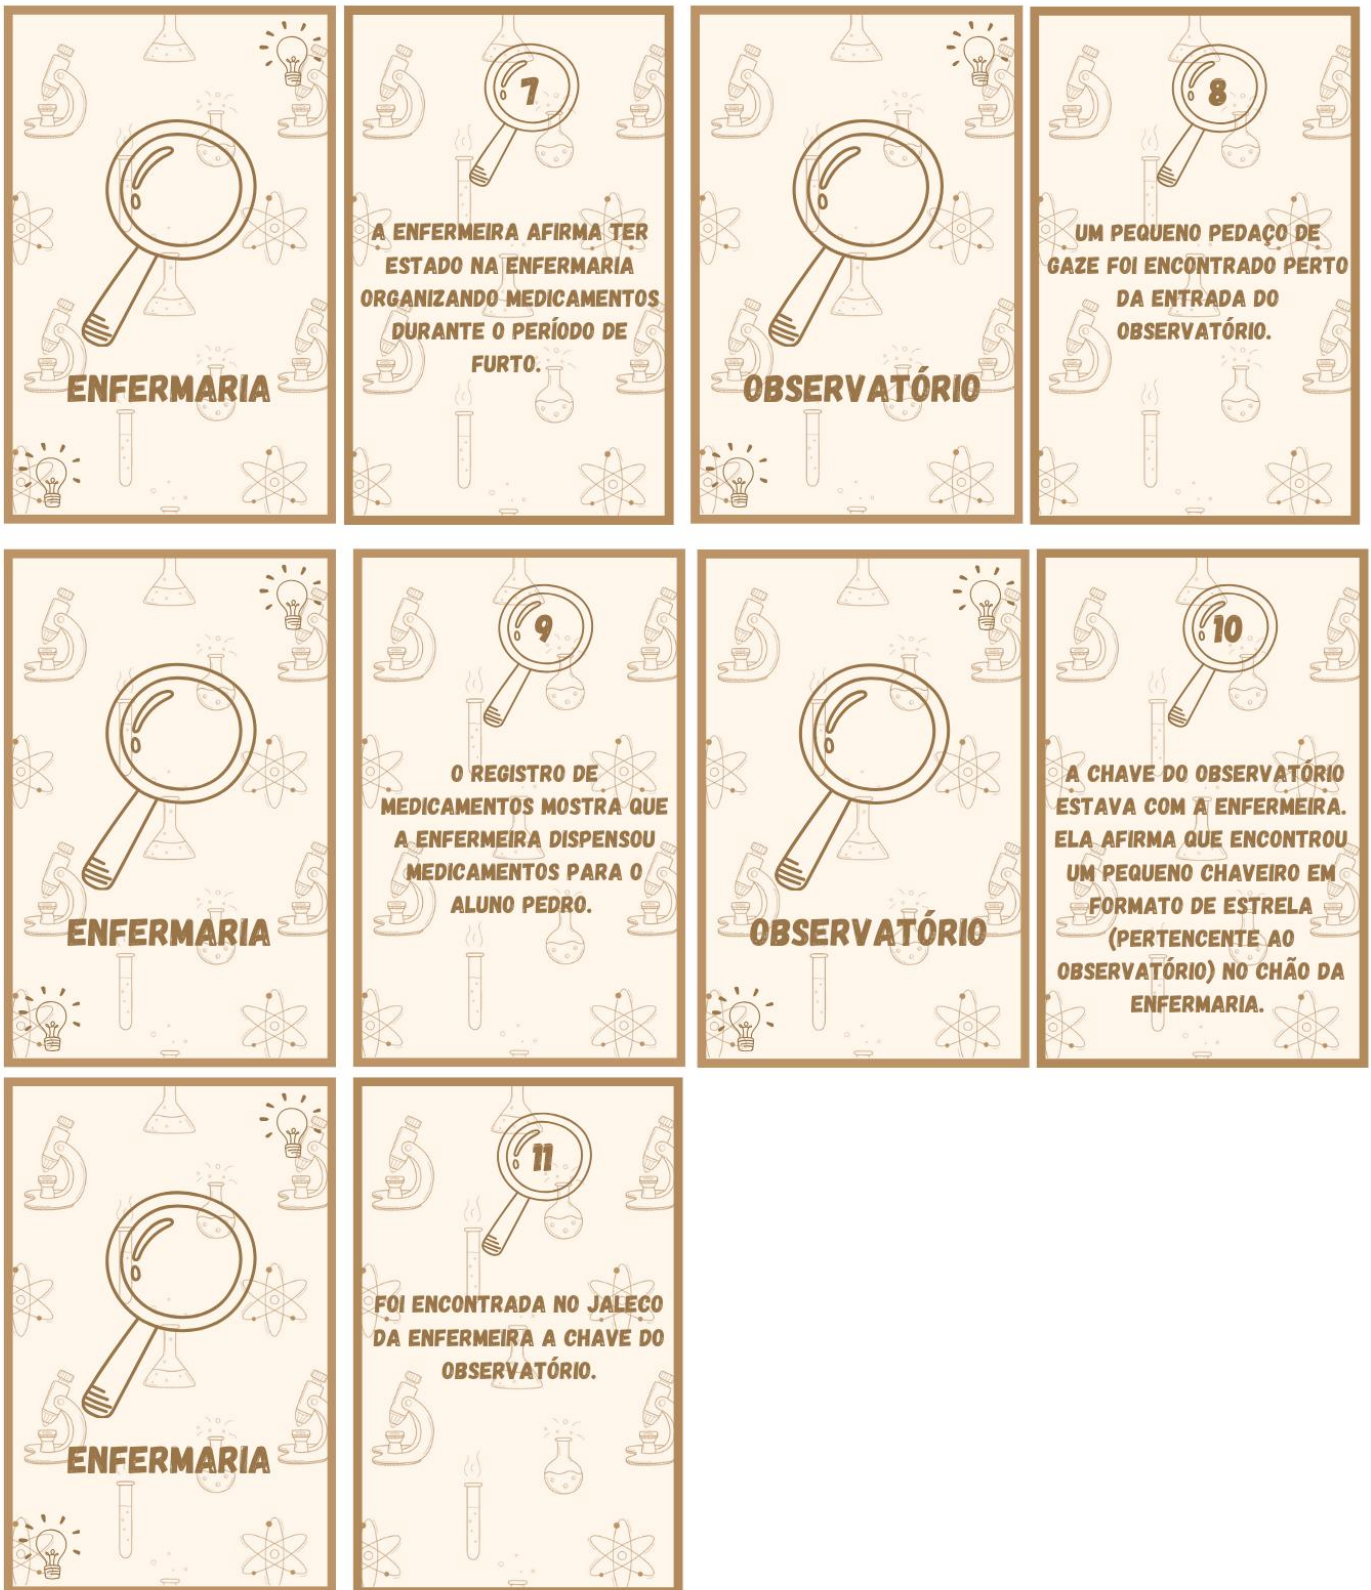 ENFERMARIA
7
A ENFERMEIRA AFIRMA TER
ESTADO NA ENFERMARIA
ORGANIZANDO MEDICAMENTOS
DURANTE O PERÍODO DE
FURTO.
OBSERVATÓRIO
8
UM PEQUENO PEDAÇO DE
GAZE FOI ENCONTRADO PERTO
DA ENTRADA DO
OBSERVATÓRIO.
ENFERMARIA
9
O REGISTRO DE
MEDICAMENTOS MOSTRA QUE
A ENFERMEIRA DISPENSOU
MEDICAMENTOS PARA O
ALUNO PEDRO.
OBSERVATÓRIO
10
A CHAVE DO OBSERVATÓRIO
ESTAVA COM A ENFERMEIRA.
ELA AFIRMA QUE ENCONTROU
UM PEQUENO CHAVEIRO EM
FORMATO DE ESTRELA
(PERTENCENTE AO
OBSERVATÓRIO) NO CHÃO DA
ENFERMARIA.
ENFERMARIA
11
FOI ENCONTRADA NO JALECO
DA ENFERMEIRA A CHAVE DO
OBSERVATÓRIO.